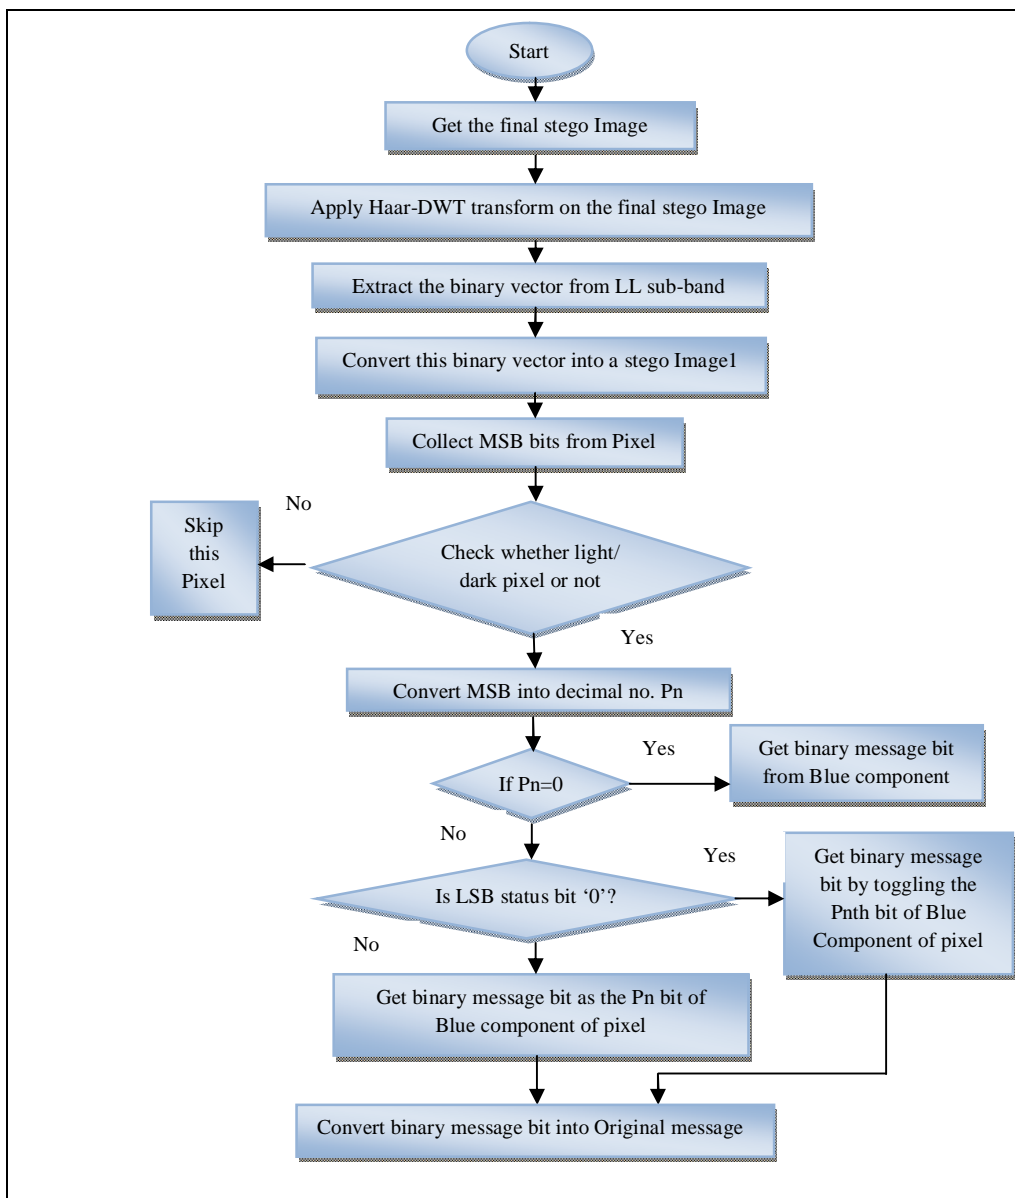 Start
Get the final stego Image
Apply Haar-DWT transform on the final stego Image
Extract the binary vector from LL sub-band
Convert this binary vector into a stego Image1
Collect MSB bits from Pixel
No
Skip
this
Pixel
Check whether light/
dark pixel or not
Yes
Convert MSB into decimal no. Pn
If Pn=0
Yes
Get binary message bit
from Blue component
No
Is LSB status bit ‘0’?
Yes
Get binary message
bit by toggling the
Pnth bit of Blue
Component of pixel
No
Get binary message bit as the Pn bit of
Blue component of pixel
Convert binary message bit into Original message